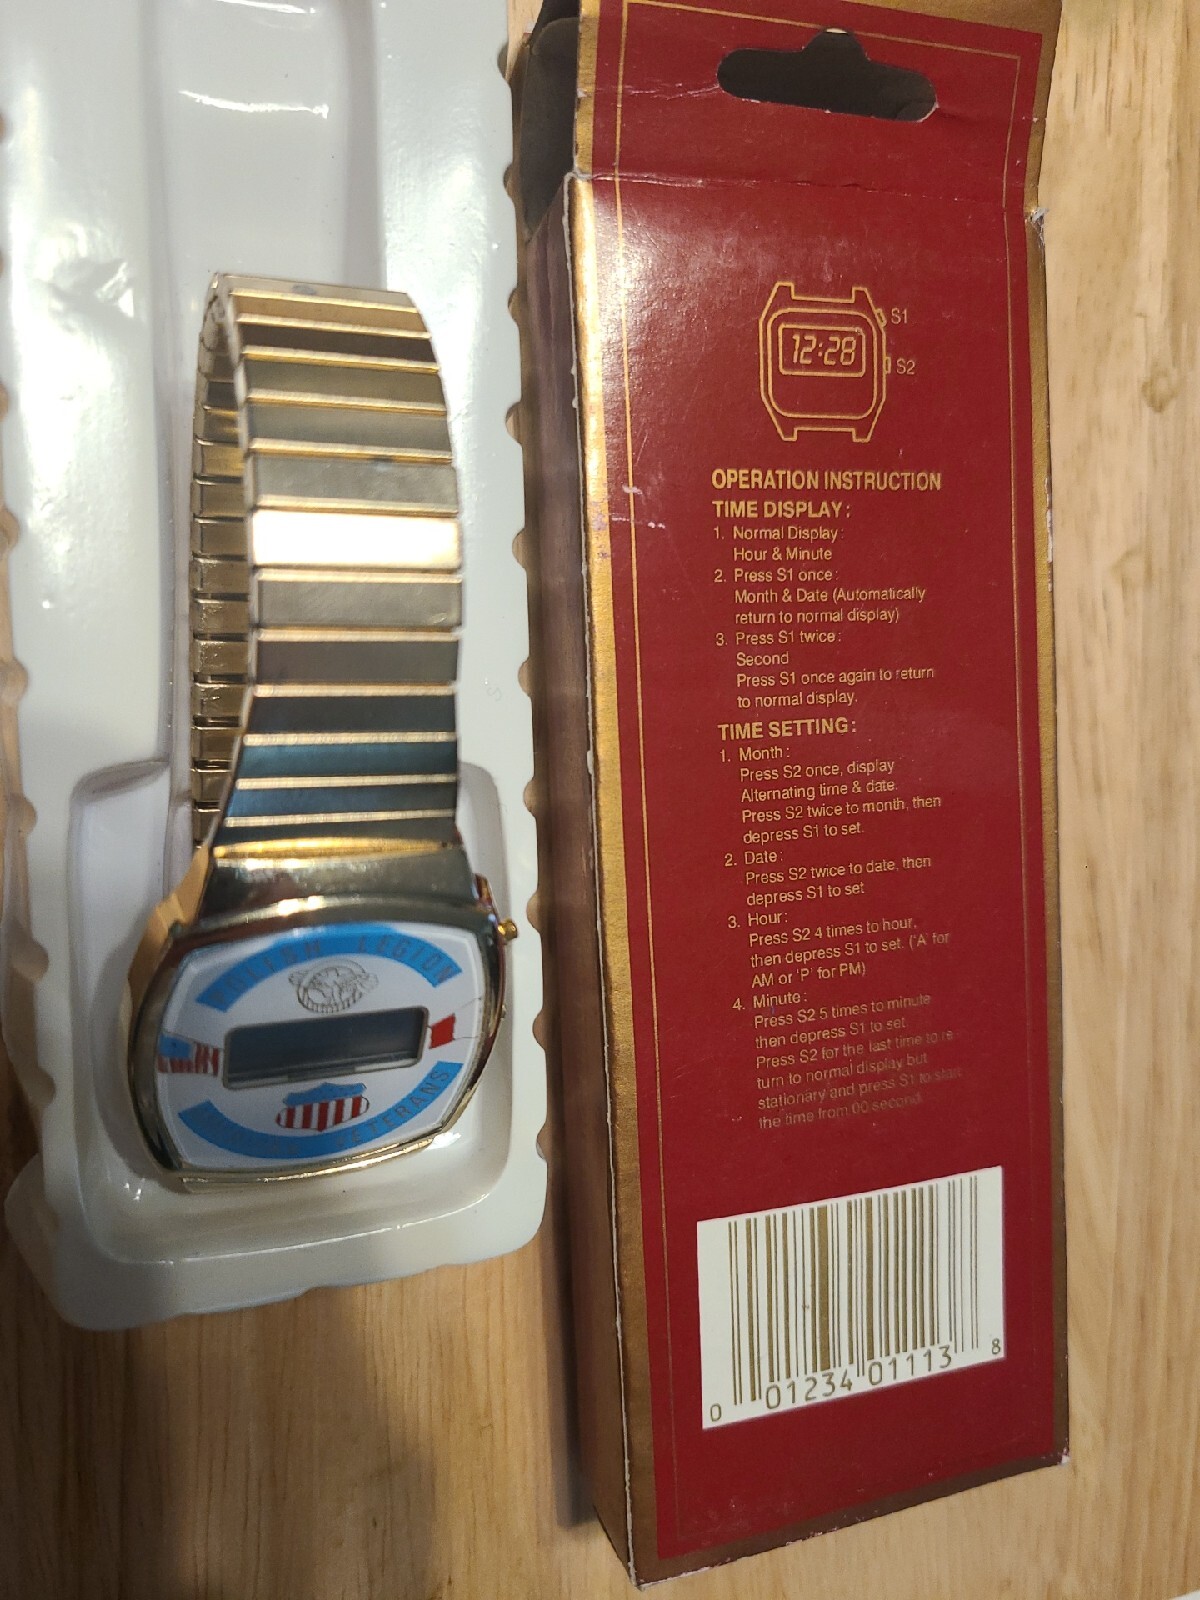 POLISH LEGION
VETERANS
S1
12:28
S2
OPERATION INSTRUCTION
TIME DISPLAY:
1. Normal Display:
Hour & Minute
2. Press S1 once:
Month & Date (Automatically
return to normal display)
3. Press S1 twice:
Second
Press S1 once again to return
to normal display.
TIME SETTING:
1. Month:
Press S2 once, display
Alternating time & date.
Press S2 twice to month, then
depress S1 to set.
2. Date:
Press S2 twice to date, then
depress S1 to set
3. Hour:
Press S2 4 times to hour,
then depress S1 to set. ('A' for
AM or 'P' for PM)
4. Minute:
Press S2 5 times to minute
then depress S1 to set.
Press S2 for the last time to re-
turn to normal display but
stationary and press S1 to start
the time from 00 second.
0 01234 01113 8